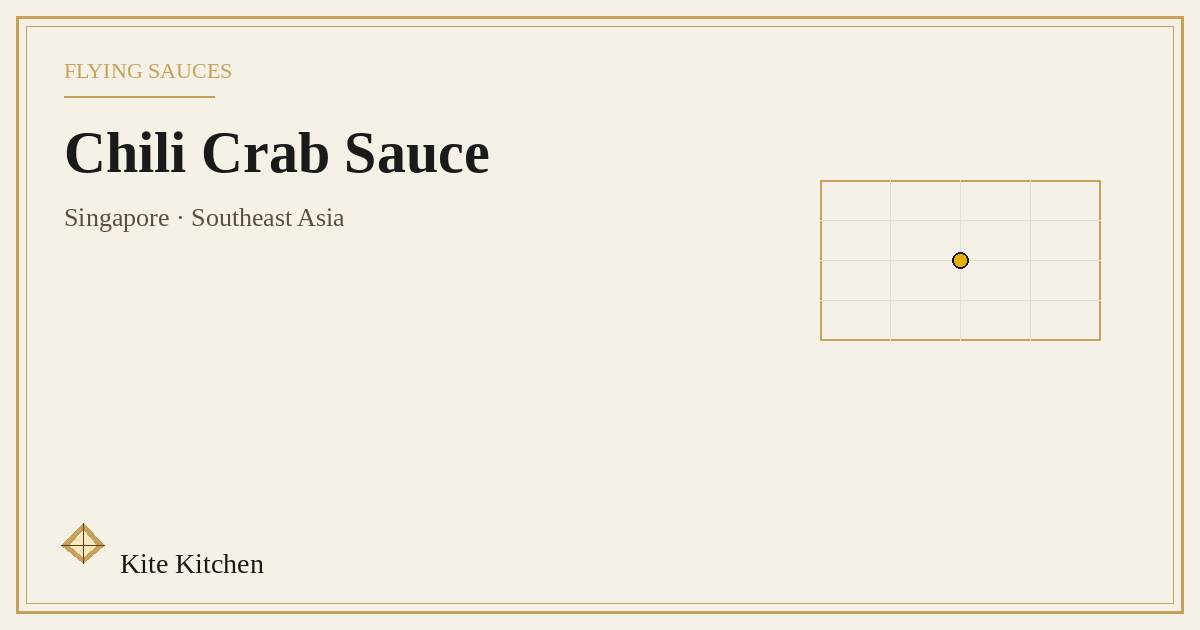 FLYING SAUCES
Chili Crab Sauce
Singapore · Southeast Asia
Kite Kitchen